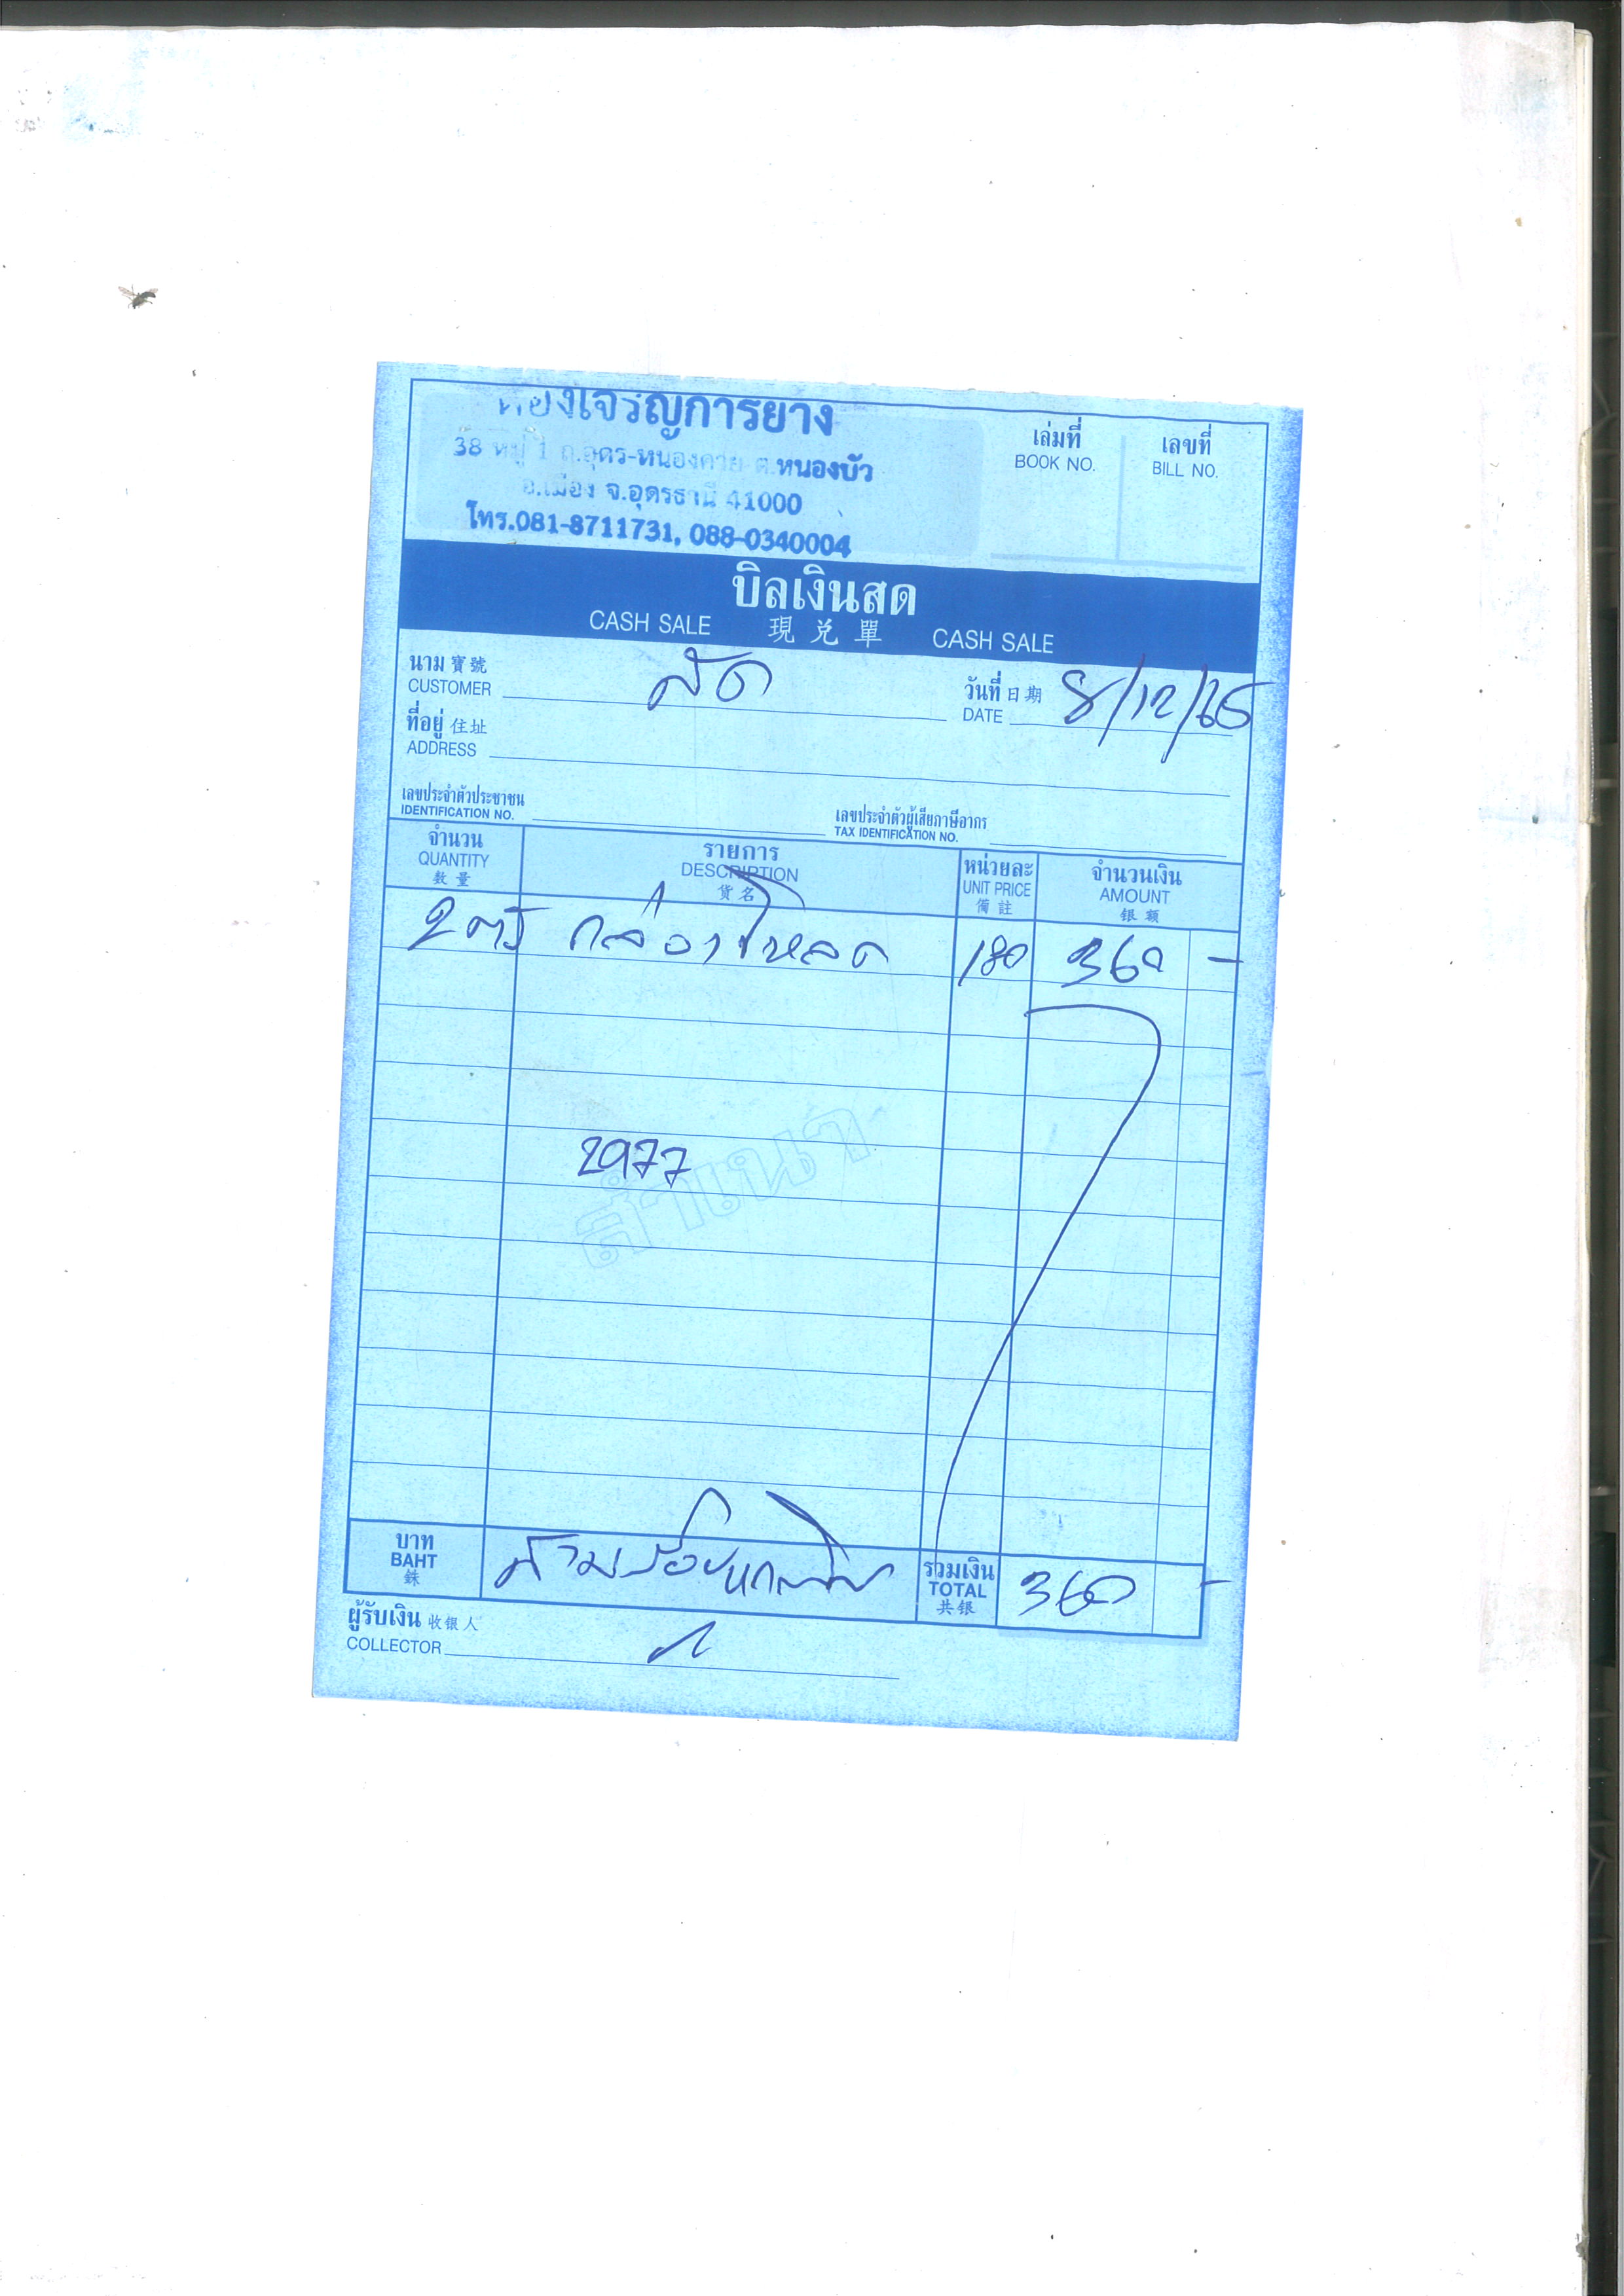 งเจริญการยาง
38 หมู่ 1 ถ.อุดร-หนองคาย ต.หนองบัว
อ.เมือง จ.อุดรธานี 41000
โทร.081-8711731, 088-0340004
เล่มที่ เลขที่
BOOK NO. BILL NO.
บิลเงินสด
CASH SALE 現兌單 CASH SALE
นาม 寶號 วันที่ 日期 8/12/65
CUSTOMER สด DATE
ที่อยู่ 住址
ADDRESS
เลขประจำตัวประชาชน เลขประจำตัวผู้เสียภาษีอากร
IDENTIFICATION NO. TAX IDENTIFICATION NO.
จำนวน รายการ หน่วยละ จำนวนเงิน
QUANTITY DESCRIPTION UNIT PRICE AMOUNT
數量 貨名 備註 银额
2 180 360 -
2977
สำเนา
บาท สามร้อยหกสิบ รวมเงิน 360 -
BAHT TOTAL
銖 共银
ผู้รับเงิน 收银人
COLLECTOR